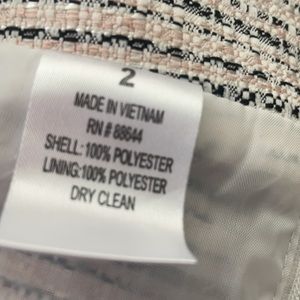 2
MADE IN VIETNAM
RN # 88644
SHELL: 100% POLYESTER
LINING:100% POLYESTER
DRY CLEAN